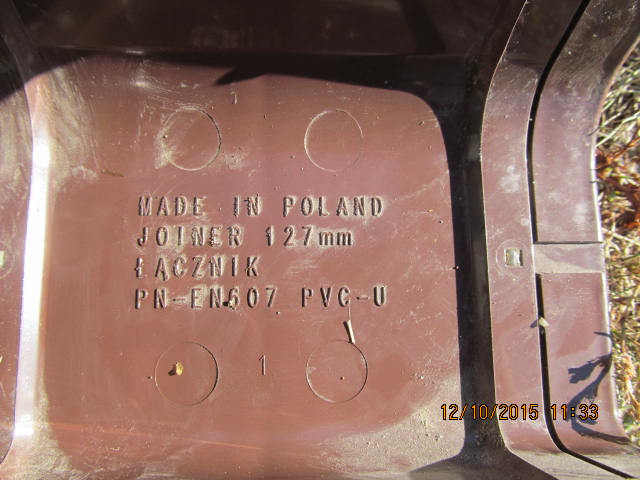 MADE IN POLAND
JOINER 127mm
ŁĄCZNIK
PN-EN607 PVC-U
1
12/10/2015 11:33